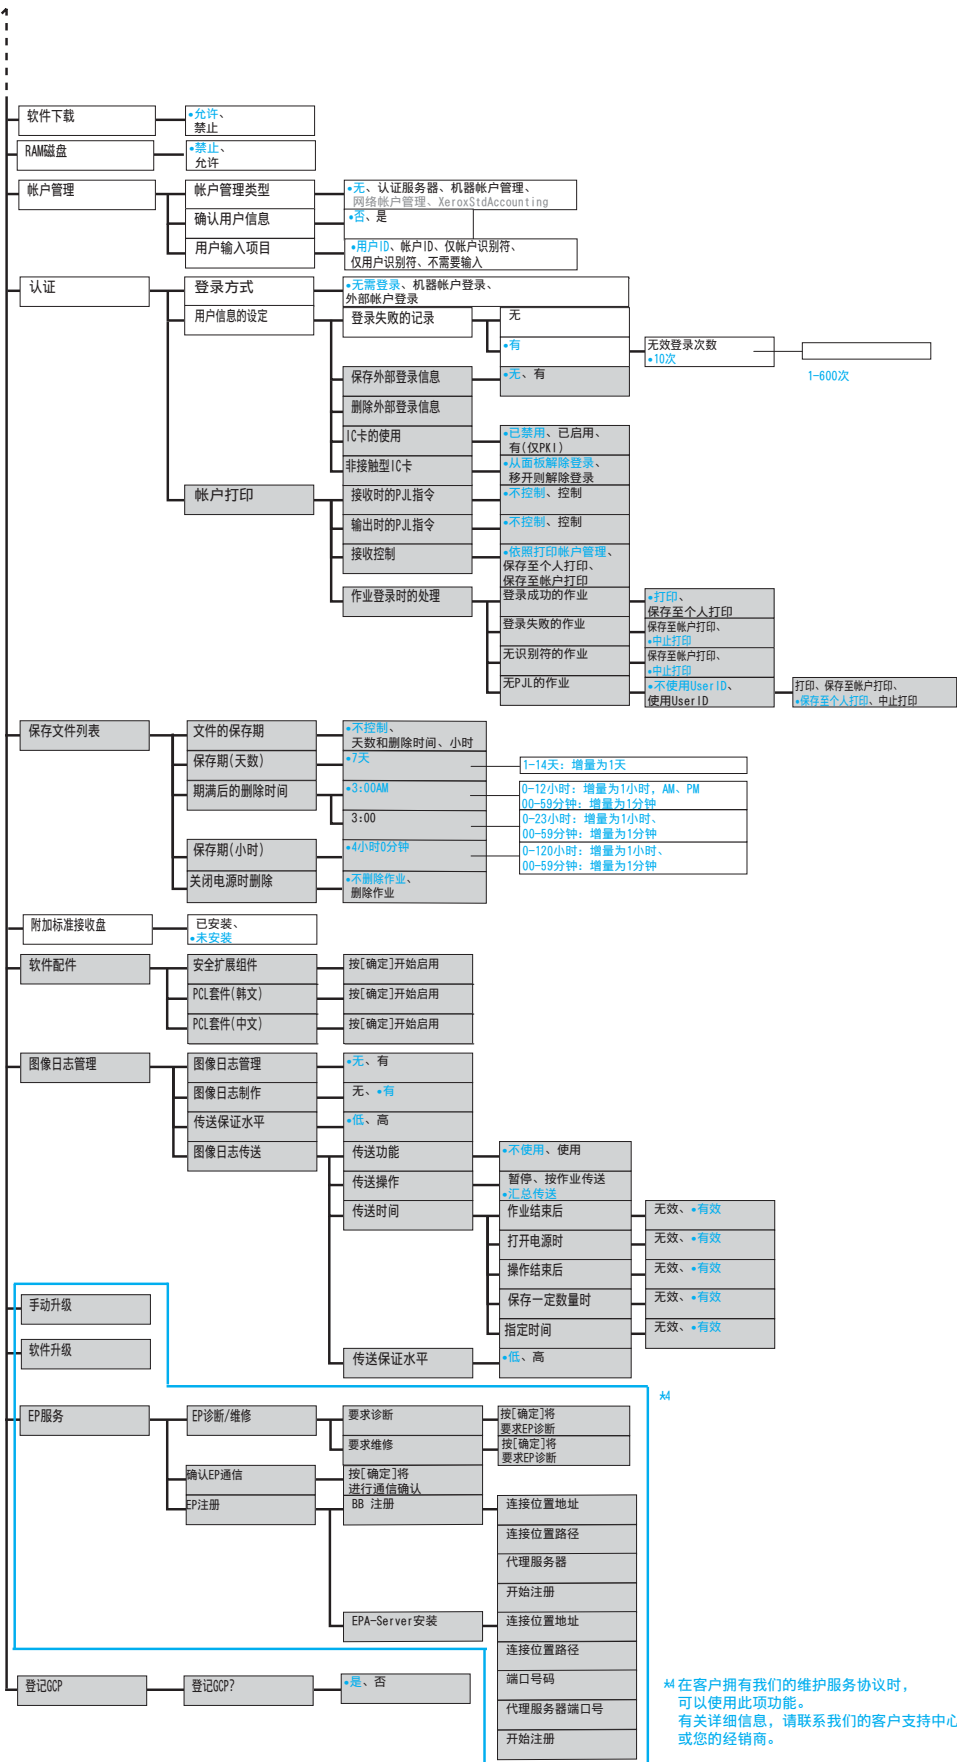 软件下载
•允许、
禁止
RAM磁盘
•禁止、
允许
帐户管理
帐户管理类型
•无、认证服务器、机器帐户管理、
网络帐户管理、XeroxStdAccounting
确认用户信息
•否、是
用户输入项目
•用户ID、帐户ID、仅帐户识别符、
仅用户识别符、不需要输入
认证
登录方式
•无需登录、机器帐户登录、
外部帐户登录
用户信息的设定
登录失败的记录
无
•有
无效登录次数
•10次
1-600次
保存外部登录信息
•无、有
删除外部登录信息
IC卡的使用
•已禁用、已启用、
有(仅PKI)
非接触型IC卡
•从面板解除登录、
移开则解除登录
帐户打印
接收时的PJL指令
•不控制、控制
输出时的PJL指令
•不控制、控制
接收控制
•依照打印帐户管理、
保存至个人打印、
保存至帐户打印
作业登录时的处理
登录成功的作业
•打印、
保存至个人打印
登录失败的作业
保存至帐户打印、
•中止打印
无识别符的作业
保存至帐户打印、
•中止打印
无PJL的作业
•不使用UserID、
使用UserID
打印、保存至帐户打印、
•保存至个人打印、中止打印
保存文件列表
文件的保存期
•不控制、
天数和删除时间、小时
保存期(天数)
•7天
1-14天：增量为1天
期满后的删除时间
•3:00AM
0-12小时：增量为1小时，AM、PM
00-59分钟：增量为1分钟
3:00
0-23小时：增量为1小时、
00-59分钟：增量为1分钟
保存期(小时)
•4小时0分钟
0-120小时：增量为1小时、
00-59分钟：增量为1分钟
关闭电源时删除
•不删除作业、
删除作业
附加标准接收盘
已安装、
•未安装
软件配件
安全扩展组件
按[确定]开始启用
PCL套件(韩文)
按[确定]开始启用
PCL套件(中文)
按[确定]开始启用
图像日志管理
图像日志管理
•无、有
图像日志制作
无、•有
传送保证水平
•低、高
图像日志传送
传送功能
•不使用、使用
传送操作
暂停、按作业传送
•汇总传送
传送时间
作业结束后
无效、•有效
打开电源时
无效、•有效
操作结束后
无效、•有效
保存一定数量时
无效、•有效
指定时间
无效、•有效
传送保证水平
•低、高
手动升级
软件升级
*4
EP服务
EP诊断/维修
要求诊断
按[确定]将
要求EP诊断
要求维修
按[确定]将
要求EP诊断
确认EP通信
按[确定]将
进行通信确认
EP注册
BB 注册
连接位置地址
连接位置路径
代理服务器
开始注册
EPA-Server安装
连接位置地址
连接位置路径
端口号码
代理服务器端口号
开始注册
登记GCP
登记GCP?
•是、否
*4 在客户拥有我们的维护服务协议时，
可以使用此项功能。
有关详细信息，请联系我们的客户支持中心
或您的经销商。